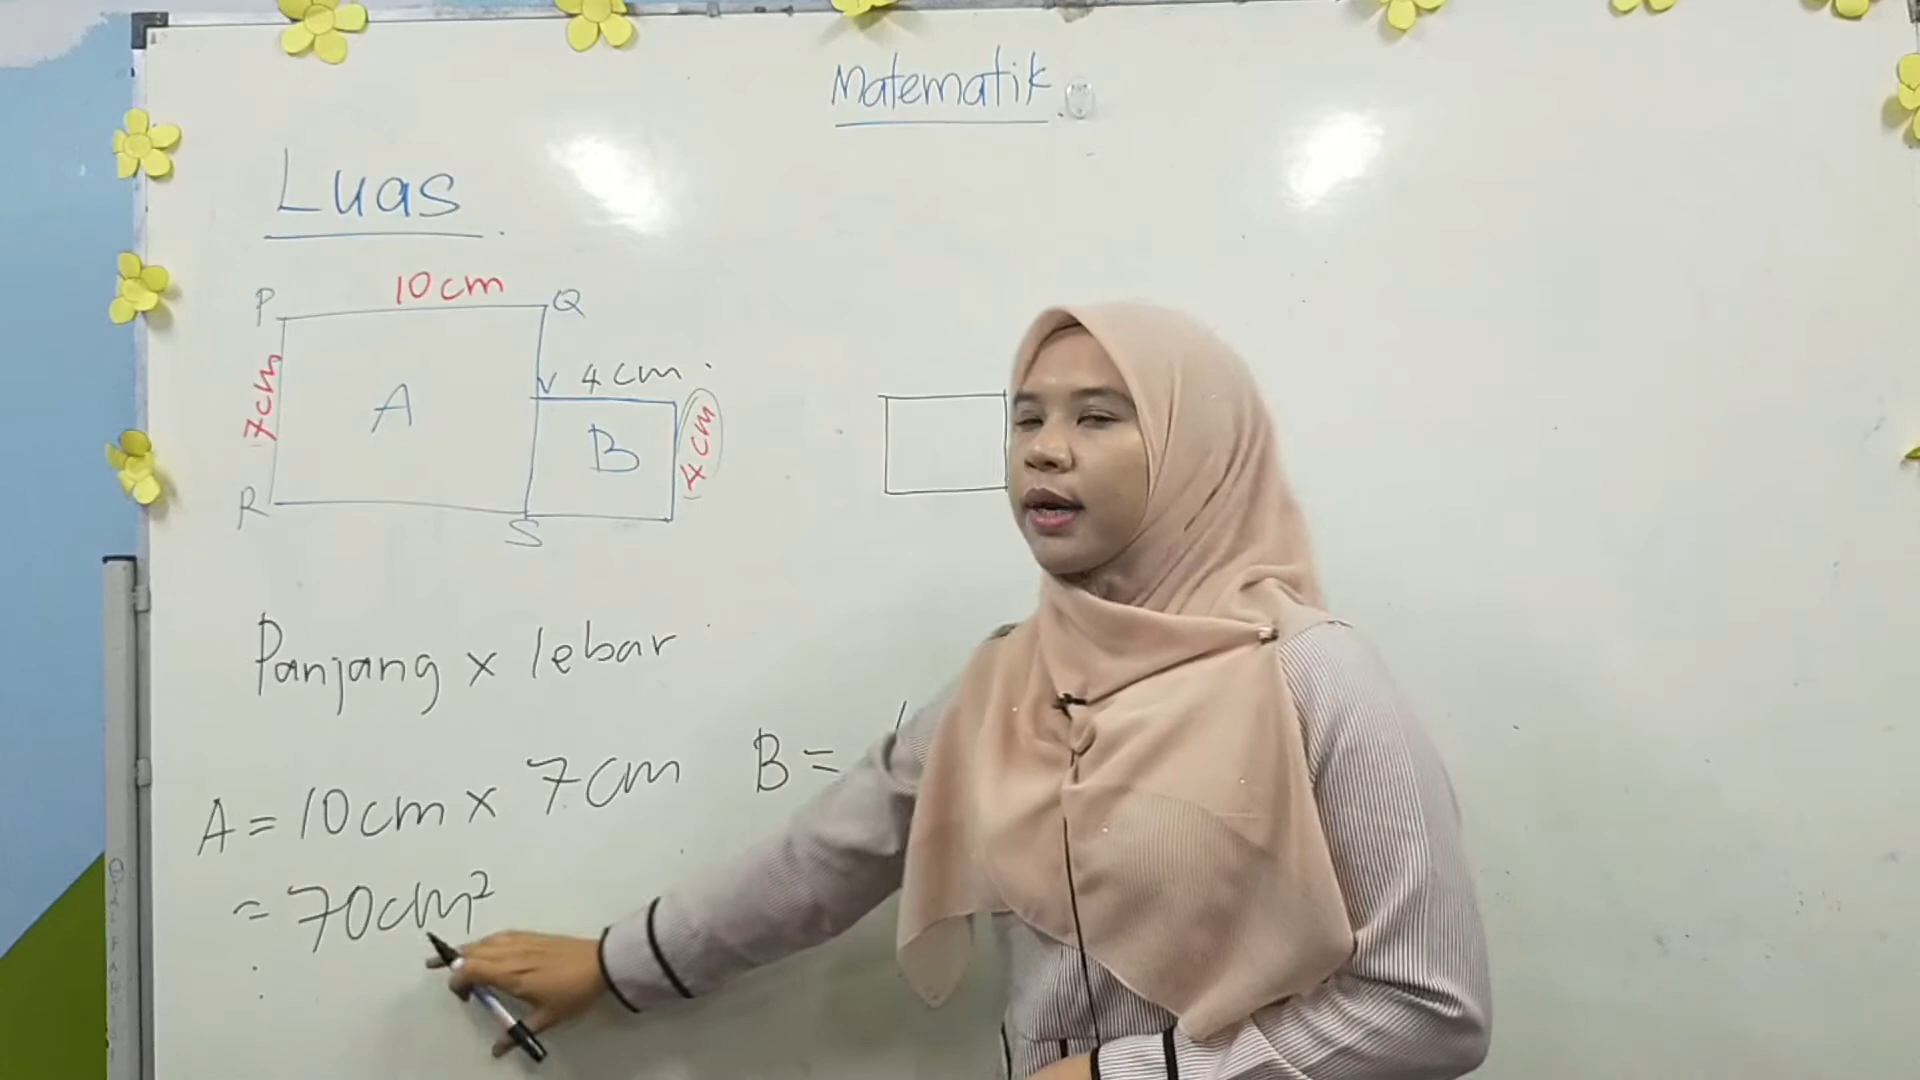 Matematik
Luas
10cm
P
Q
7cm
A
V
4cm
B
4cm
R
S
Panjang x lebar
A = 10cm x 7cm
B =
= 70cm²